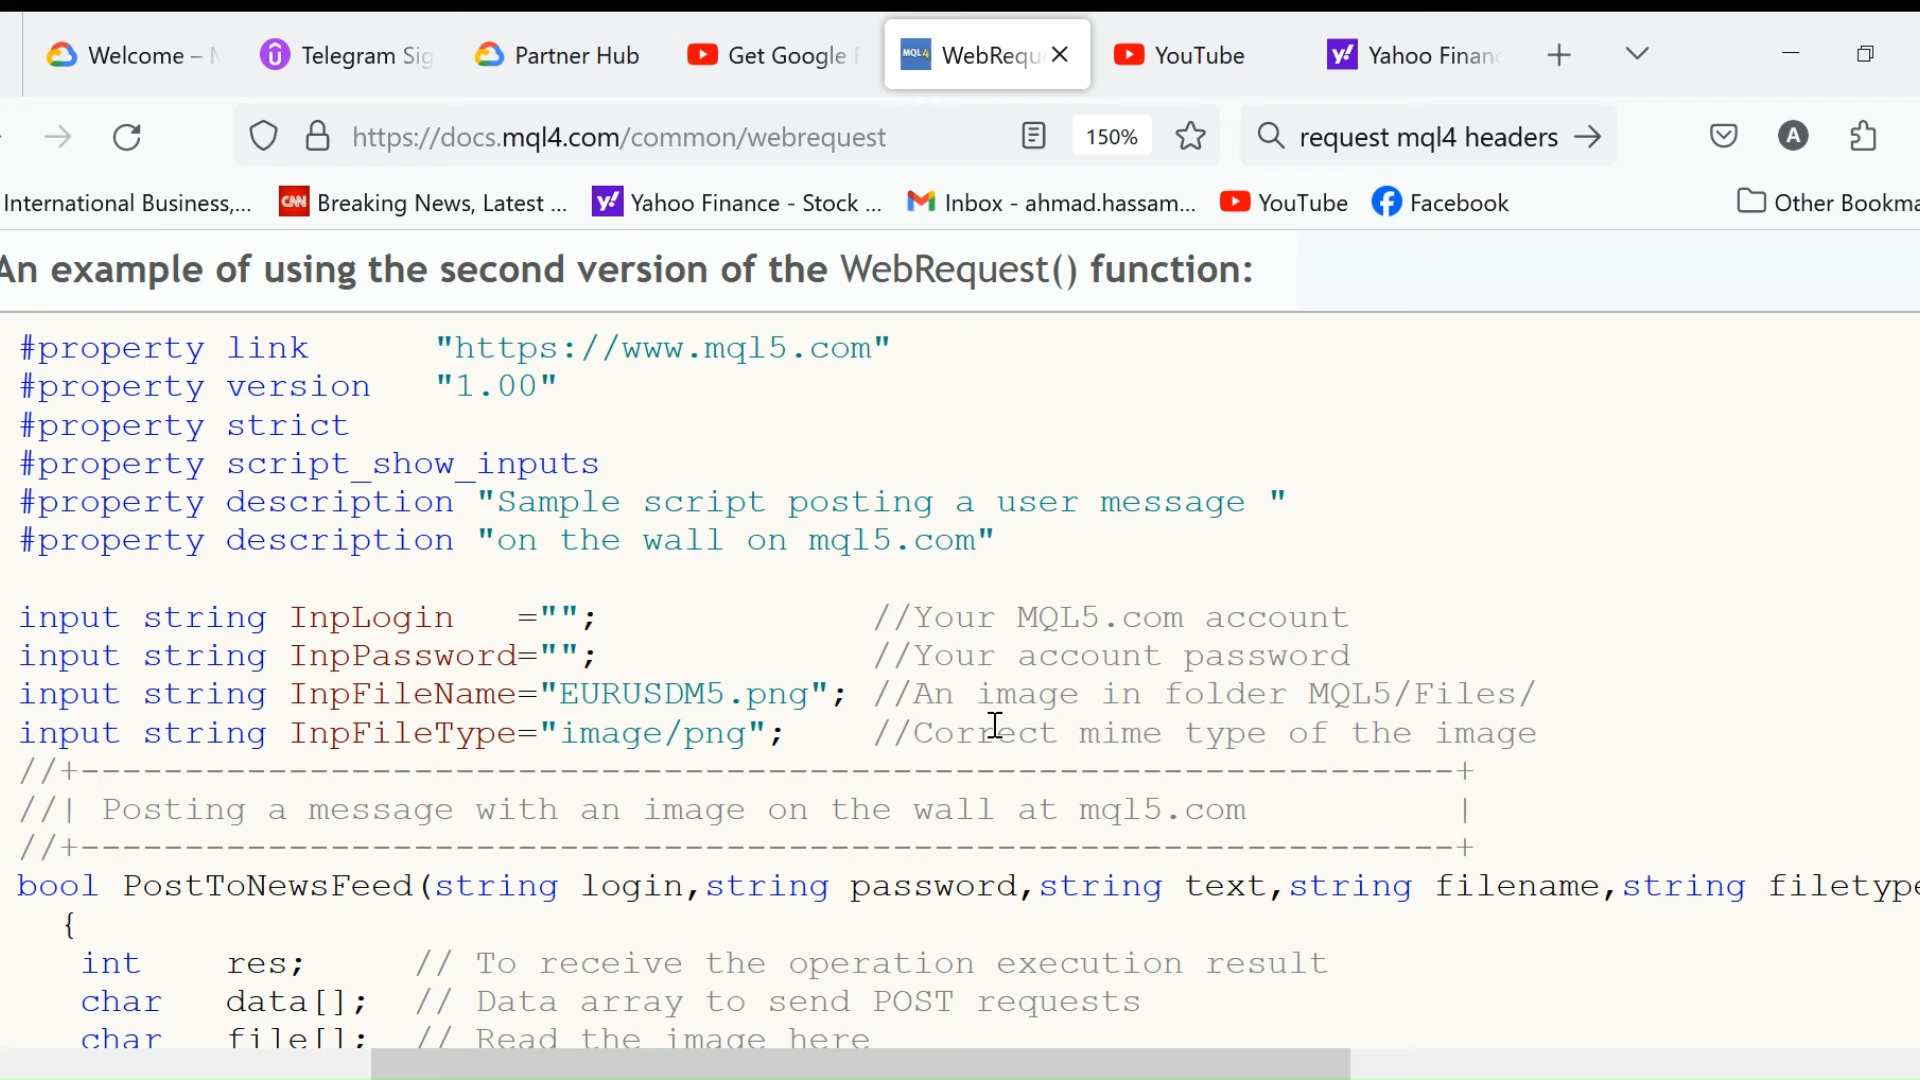 Welcome – Telegram Sig Partner Hub Get Google WebRequ YouTube Yahoo Finan
https://docs.mql4.com/common/webrequest 150% request mql4 headers A
International Business,... CNN Breaking News, Latest ... Yahoo Finance - Stock ... Inbox - ahmad.hassam... YouTube Facebook Other Bookma
An example of using the second version of the WebRequest() function:
#property link "https://www.mql5.com"
#property version "1.00"
#property strict
#property script_show_inputs
#property description "Sample script posting a user message "
#property description "on the wall on mql5.com"
input string InpLogin =""; //Your MQL5.com account
input string InpPassword=""; //Your account password
input string InpFileName="EURUSDM5.png"; //An image in folder MQL5/Files/
input string InpFileType="image/png"; //Correct mime type of the image
//+------------------------------------------------------------------+
//| Posting a message with an image on the wall at mql5.com |
//+------------------------------------------------------------------+
bool PostToNewsFeed(string login,string password,string text,string filename,string filetype
{
int res; // To receive the operation execution result
char data[]; // Data array to send POST requests
char file[]; // Read the image here